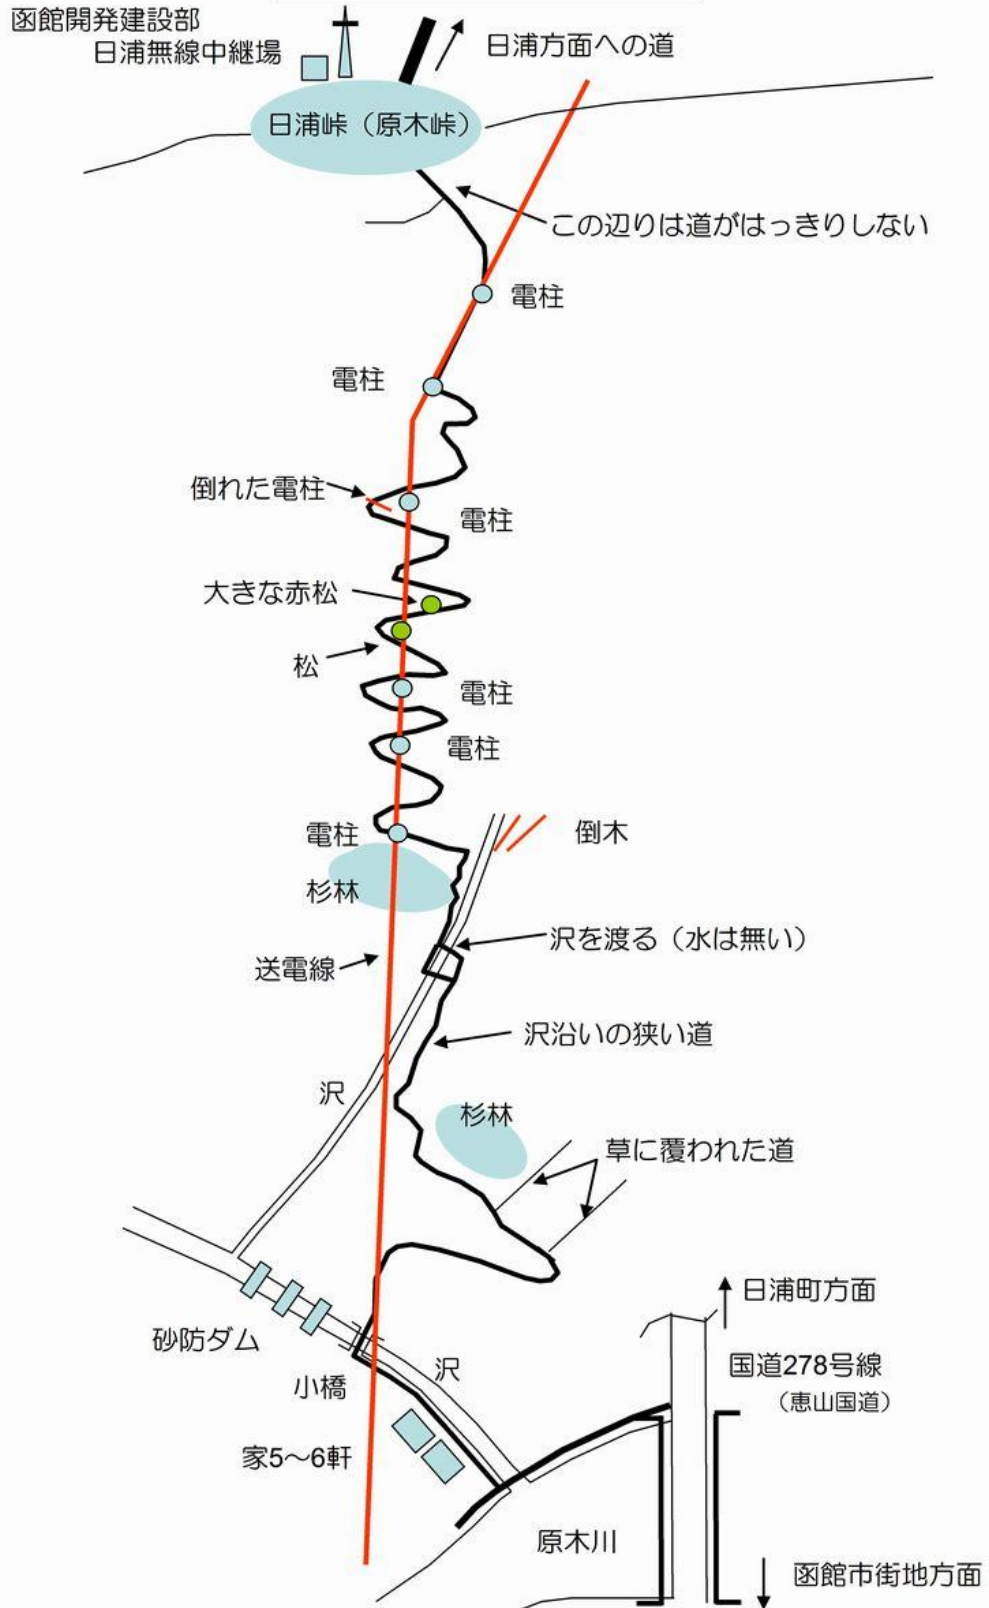 函館開発建設部
日浦無線中継場
日浦方面への道
日浦峠（原木峠）
この辺りは道がはっきりしない
電柱
電柱
倒れた電柱
電柱
大きな赤松
松
電柱
電柱
電柱
倒木
杉林
沢を渡る（水は無い）
送電線
沢沿いの狭い道
沢
杉林
草に覆われた道
日浦町方面
砂防ダム
国道278号線
（恵山国道）
沢
小橋
家5～6軒
原木川
函館市街地方面